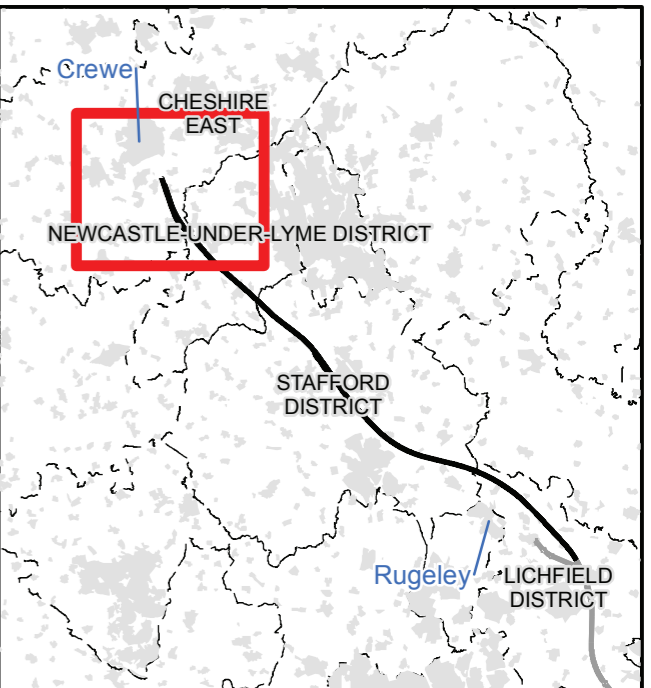 Crewe
CHESHIRE
EAST
NEWCASTLE-UNDER-LYME DISTRICT
STAFFORD
DISTRICT
Rugeley
LICHFIELD
DISTRICT